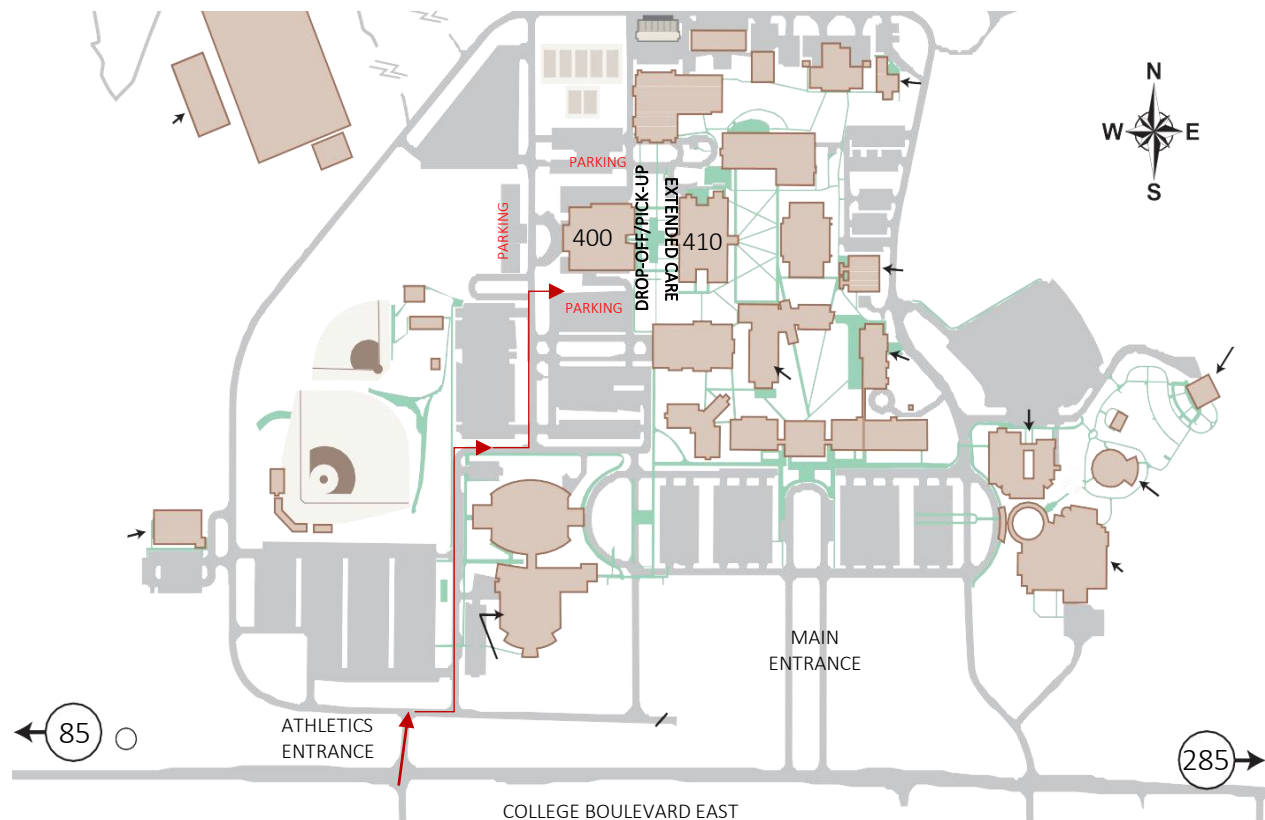 N
W E
S
PARKING
PARKING
DROP-OFF/PICK-UP
EXTENDED CARE
400
410
PARKING
MAIN
ENTRANCE
ATHLETICS
ENTRANCE
85
285
COLLEGE BOULEVARD EAST